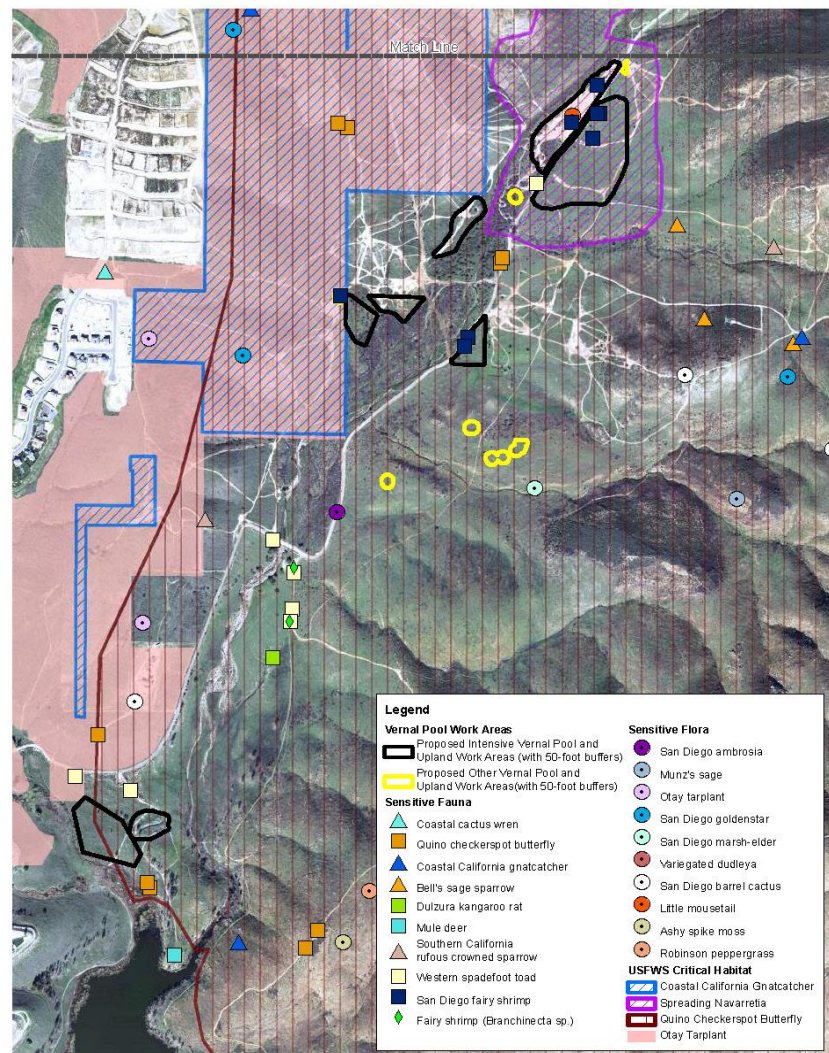 Match Line
Legend
Vernal Pool Work Areas
Proposed Intensive Vernal Pool and
Upland Work Areas (with 50-foot buffers)
Proposed Other Vernal Pool and
Upland Work Areas(with 50-foot buffers)
Sensitive Fauna
Coastal cactus wren
Quino checkerspot butterfly
Coastal California gnatcatcher
Bell's sage sparrow
Dulzura kangaroo rat
Mule deer
Southern California
rufous crowned sparrow
Western spadefoot toad
San Diego fairy shrimp
Fairy shrimp (Branchinecta sp.)
Sensitive Flora
San Diego ambrosia
Munz's sage
Otay tarplant
San Diego goldenstar
San Diego marsh-elder
Variegated dudleya
San Diego barrel cactus
Little mousetail
Ashy spike moss
Robinson peppergrass
USFWS Critical Habitat
Coastal California Gnatcatcher
Spreading Navarretia
Quino Checkerspot Butterfly
Otay Tarplant